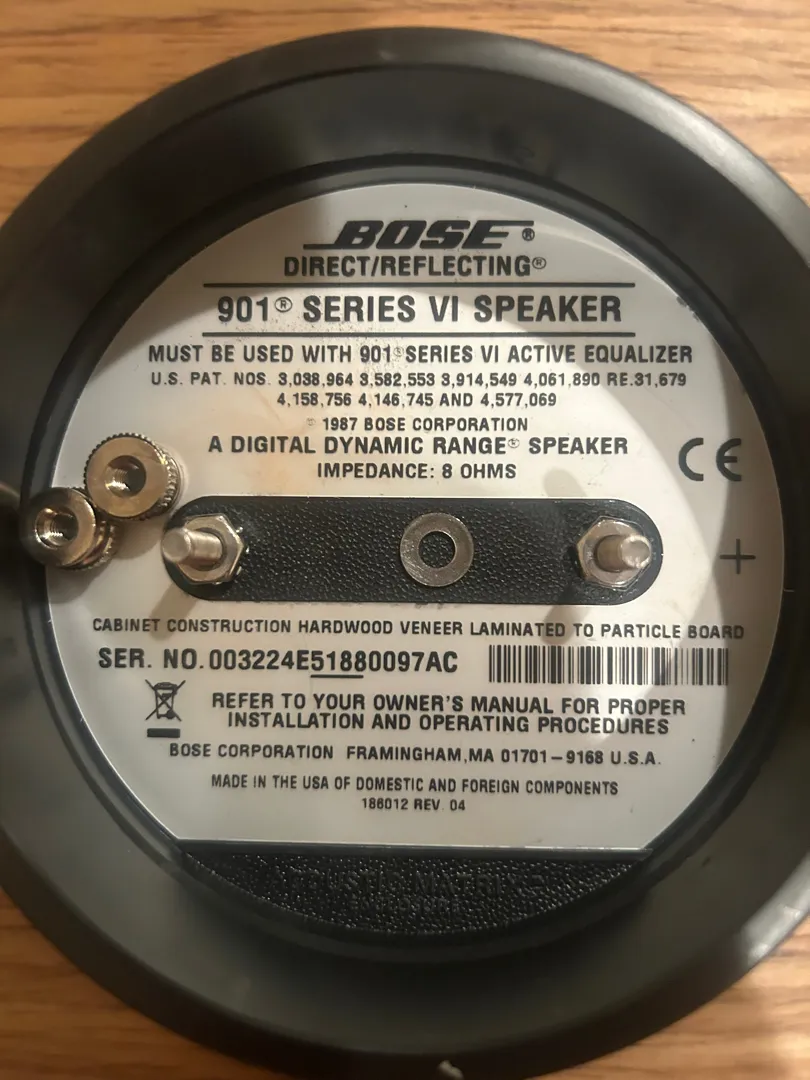 BOSE®
DIRECT/REFLECTING®
901® SERIES VI SPEAKER
MUST BE USED WITH 901® SERIES VI ACTIVE EQUALIZER
U.S. PAT. NOS. 3,038,964 3,582,553 3,914,549 4,061,890 RE.31,679
4,158,756 4,146,745 AND 4,577,069
© 1987 BOSE CORPORATION
A DIGITAL DYNAMIC RANGE® SPEAKER
IMPEDANCE: 8 OHMS
CE
+
CABINET CONSTRUCTION HARDWOOD VENEER LAMINATED TO PARTICLE BOARD
SER. NO. 003224E51880097AC
REFER TO YOUR OWNER'S MANUAL FOR PROPER
INSTALLATION AND OPERATING PROCEDURES
BOSE CORPORATION FRAMINGHAM, MA 01701-9168 U.S.A.
MADE IN THE USA OF DOMESTIC AND FOREIGN COMPONENTS
186012 REV. 04
MATRIX